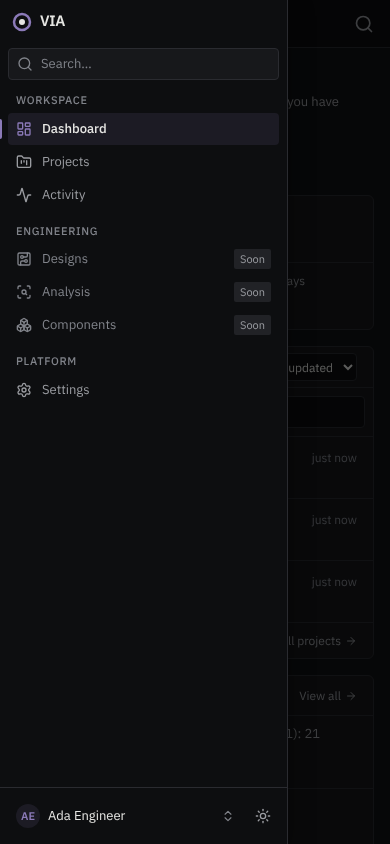 VIA
Search...
you have
WORKSPACE
Dashboard
Projects
Activity
ENGINEERING
Designs Soon
ays
Analysis Soon
Components Soon
PLATFORM
updated
Settings
just now
just now
just now
ll projects →
View all →
1): 21
AE Ada Engineer